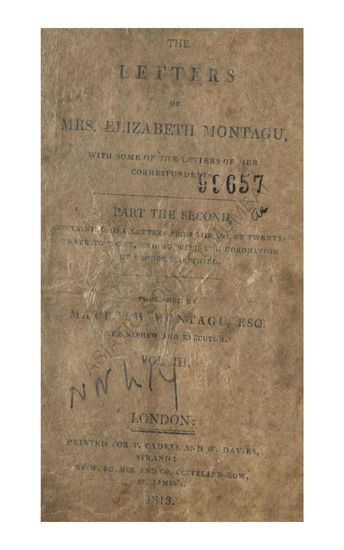 THE
LETTERS
OF
MRS. ELIZABETH MONTAGU,
WITH SOME OF THE LETTERS OF HER
CORRESPONDENTS.
99657
PART THE SECOND,
CONTAINING HER LETTERS FROM THE AGE OF TWENTY-
THREE TO FORTY, ENDING WITH THE CORONATION
OF GEORGE THE THIRD.
PUBLISHED BY
MATTHEW MONTAGU, ESQ.
HER NEPHEW AND EXECUTOR.
VOL III.
LONDON:
PRINTED FOR T. CADELL AND W. DAVIES,
STRAND;
BY W. BULMER AND CO. CLEVELAND-ROW,
ST. JAMES'S.
1813.